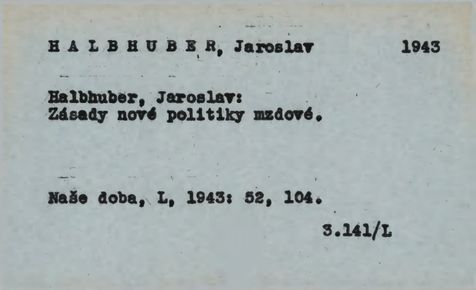 H A L B H U B E R, Jaroslav 1943
Halbhuber, Jaroslav:
Zásady nové politiky mzdové.
Naše doba, L, 1943: 52, 104.
3.141/L